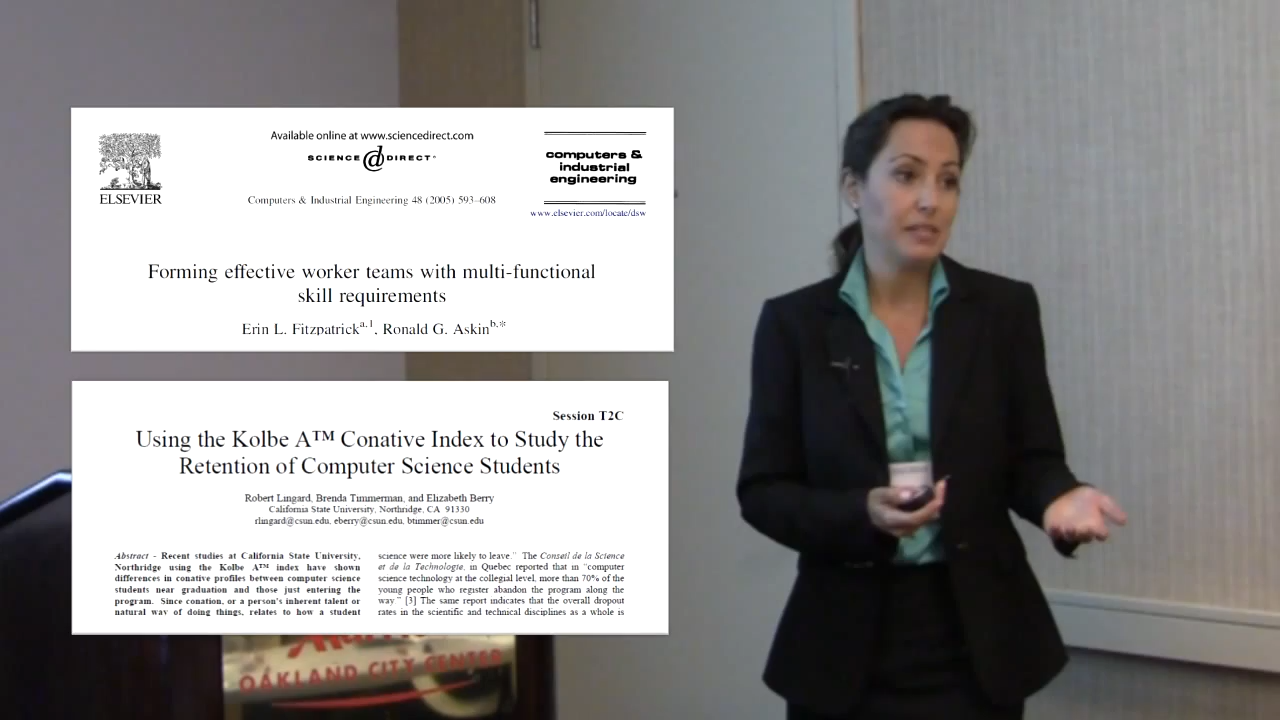 Available online at www.sciencedirect.com
SCIENCE @ DIRECT®
ELSEVIER
computers &
industrial
engineering
Computers & Industrial Engineering 48 (2005) 593–608
www.elsevier.com/locate/dsw
Forming effective worker teams with multi-functional
skill requirements
Erin L. Fitzpatrick a,1, Ronald G. Askin b,*
Session T2C
Using the Kolbe A™ Conative Index to Study the
Retention of Computer Science Students
Robert Lingard, Brenda Timmerman, and Elizabeth Berry
California State University, Northridge, CA 91330
rlingard@csun.edu, eberry@csun.edu, btimmer@csun.edu
Abstract - Recent studies at California State University,
Northridge using the Kolbe A™ index have shown
differences in conative profiles between computer science
students near graduation and those just entering the
program. Since conation, or a person's inherent talent or
natural way of doing things, relates to how a student
science were more likely to leave." The Conseil de la Science
et de la Technologie, in Quebec reported that in "computer
science technology at the collegial level, more than 70% of the
young people who register abandon the program along the
way" [3] The same report indicates that the overall dropout
rates in the scientific and technical disciplines as a whole is
OAKLAND CITY CENTER